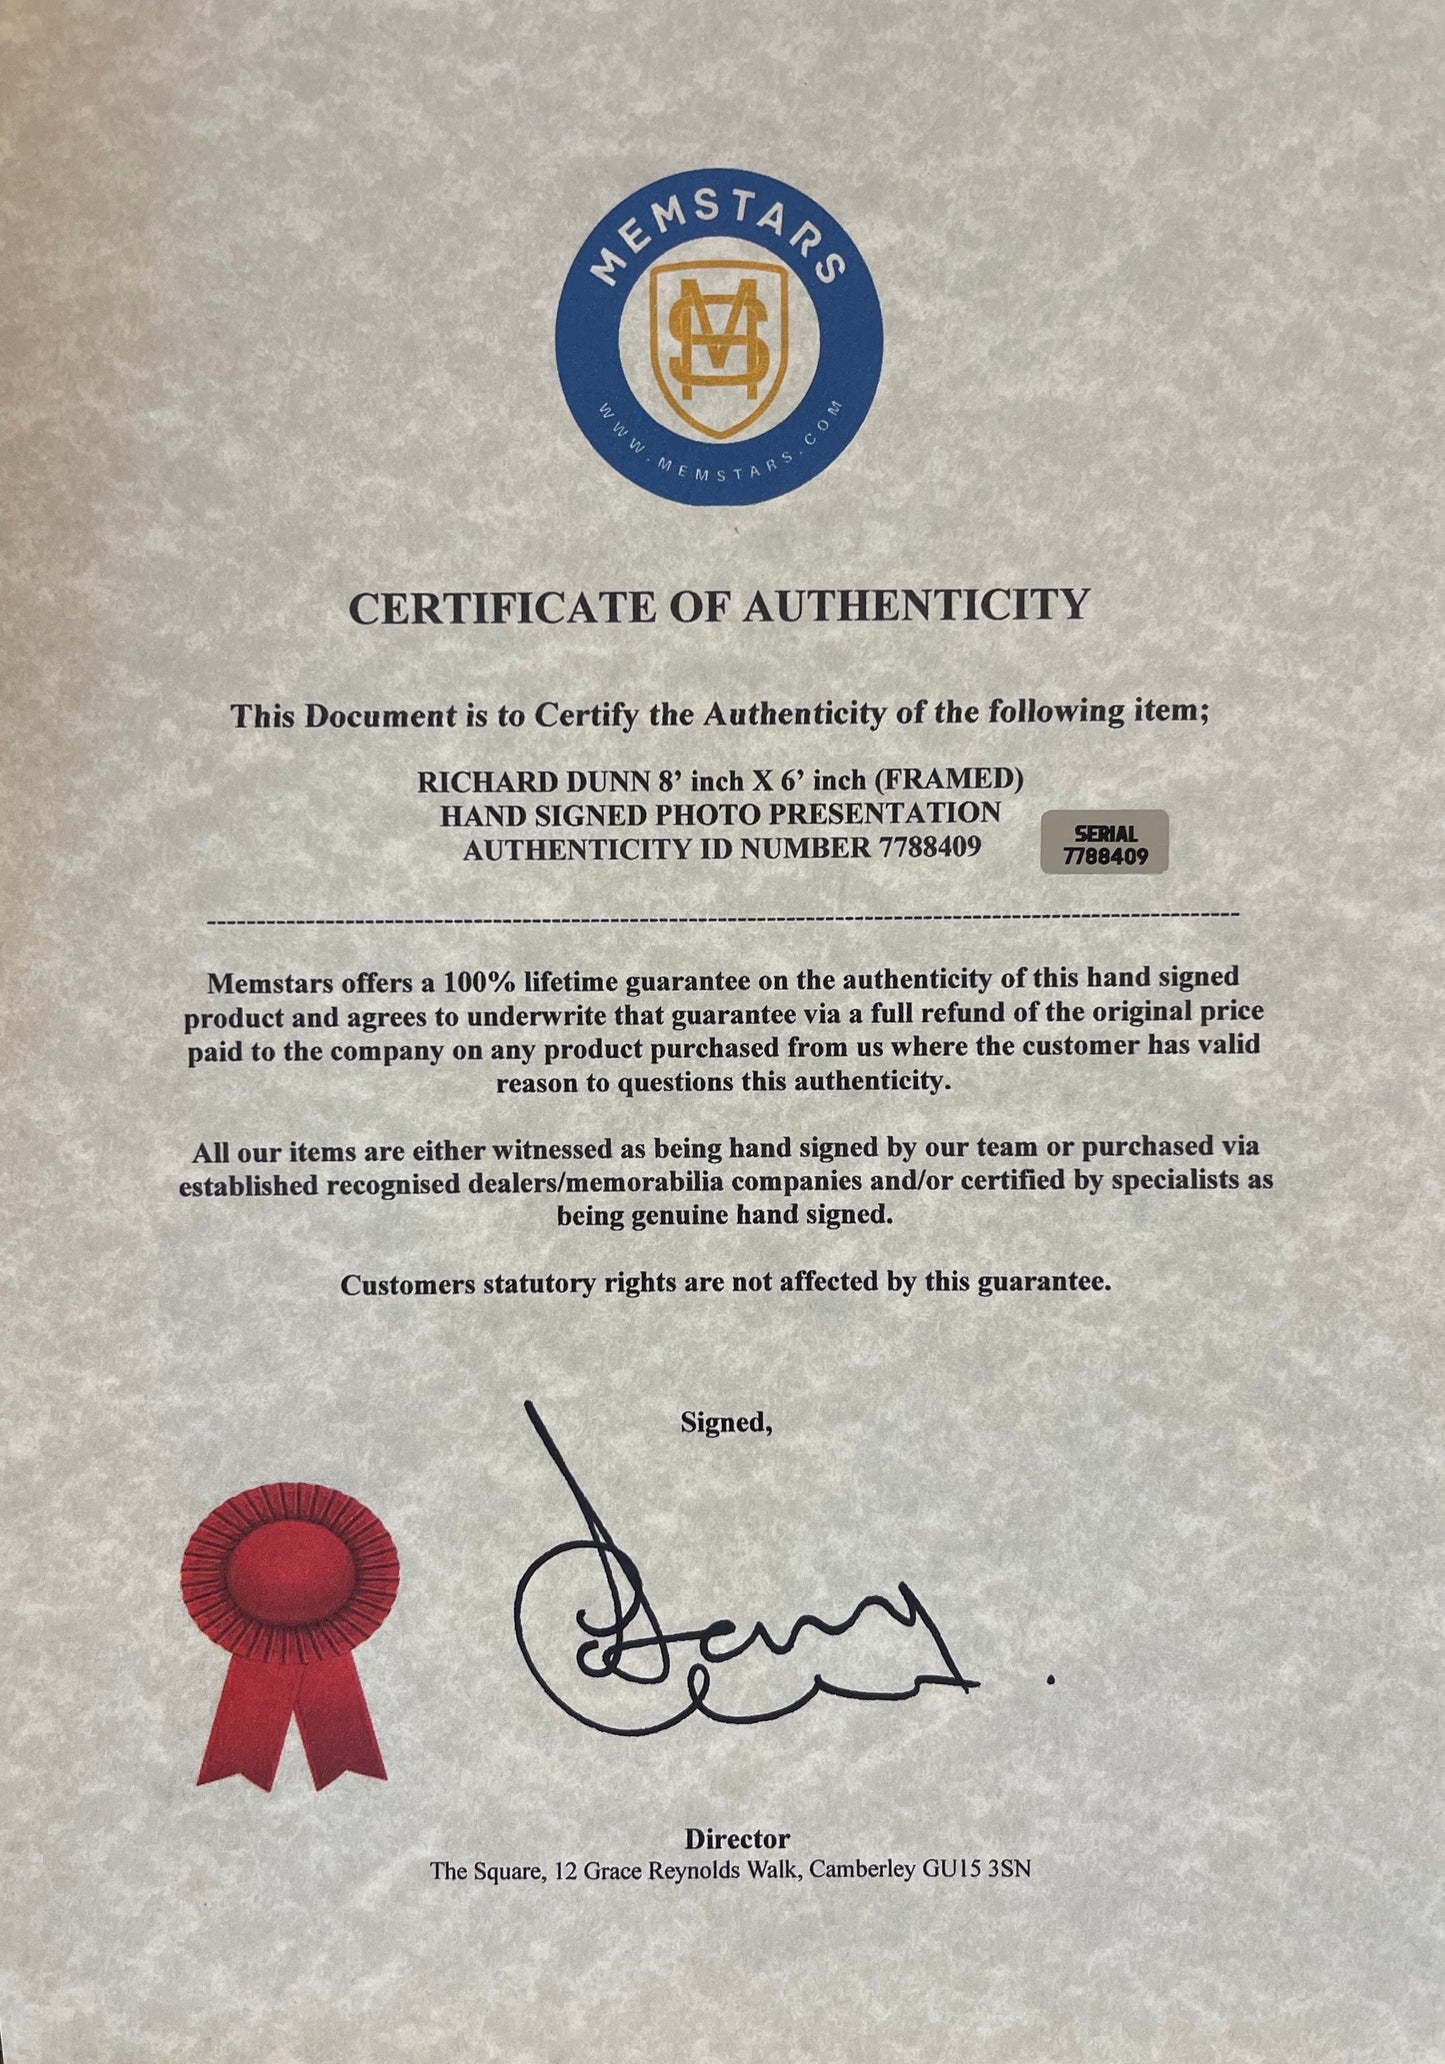 MEMSTARS
MS
WWW.MEMSTARS.COM
CERTIFICATE OF AUTHENTICITY
This Document is to Certify the Authenticity of the following item;
RICHARD DUNN 8’ inch X 6’ inch (FRAMED)
HAND SIGNED PHOTO PRESENTATION
AUTHENTICITY ID NUMBER 7788409
SERIAL
7788409
Memstars offers a 100% lifetime guarantee on the authenticity of this hand signed
product and agrees to underwrite that guarantee via a full refund of the original price
paid to the company on any product purchased from us where the customer has valid
reason to questions this authenticity.
All our items are either witnessed as being hand signed by our team or purchased via
established recognised dealers/memorabilia companies and/or certified by specialists as
being genuine hand signed.
Customers statutory rights are not affected by this guarantee.
Signed,
Director
The Square, 12 Grace Reynolds Walk, Camberley GU15 3SN